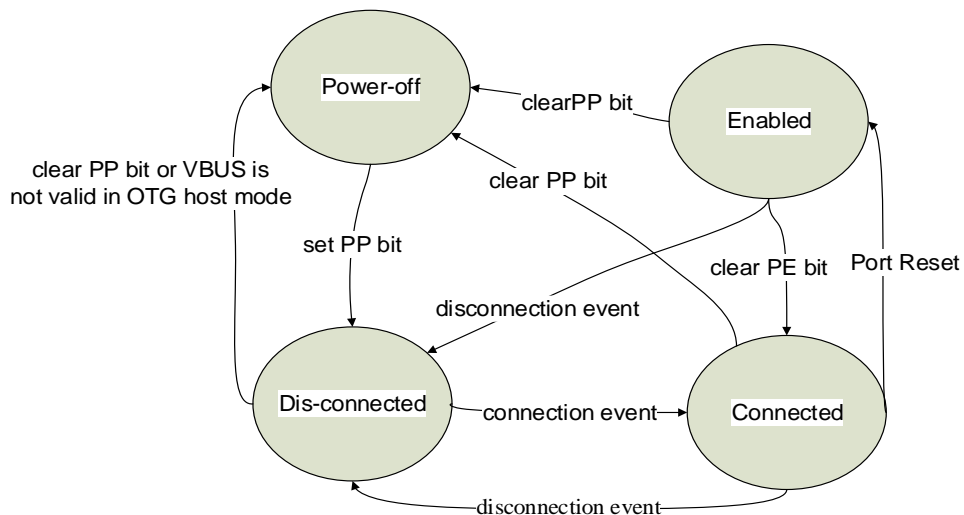 Power-off
Enabled
clearPP bit
clear PP bit or VBUS is
not valid in OTG host mode
clear PP bit
set PP bit
clear PE bit
Port Reset
disconnection event
Dis-connected
connection event
Connected
disconnection event